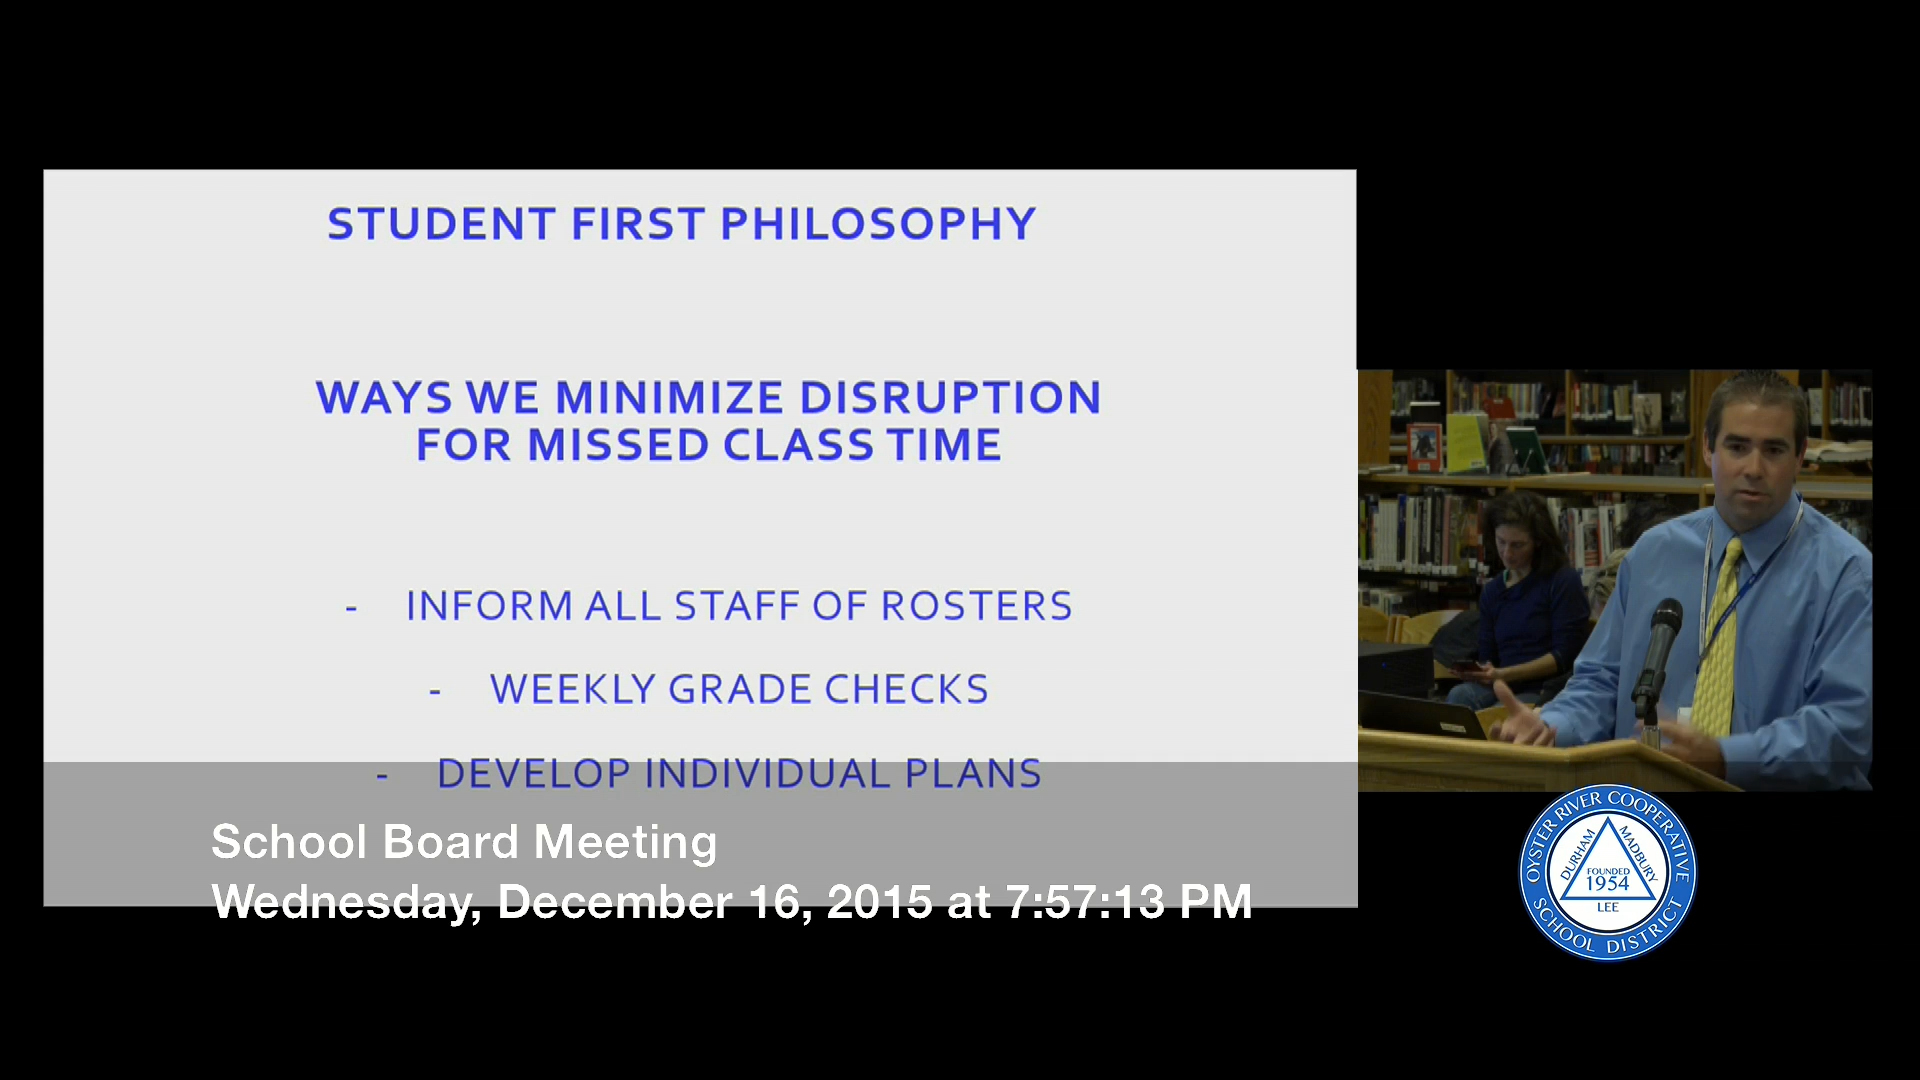 STUDENT FIRST PHILOSOPHY
WAYS WE MINIMIZE DISRUPTION
FOR MISSED CLASS TIME
- INFORM ALL STAFF OF ROSTERS
- WEEKLY GRADE CHECKS
- DEVELOP INDIVIDUAL PLANS
School Board Meeting
Wednesday, December 16, 2015 at 7:57:13 PM
OYSTER RIVER COOPERATIVE
DURHAM
MADBURY
FOUNDED
1954
LEE
SCHOOL DISTRICT